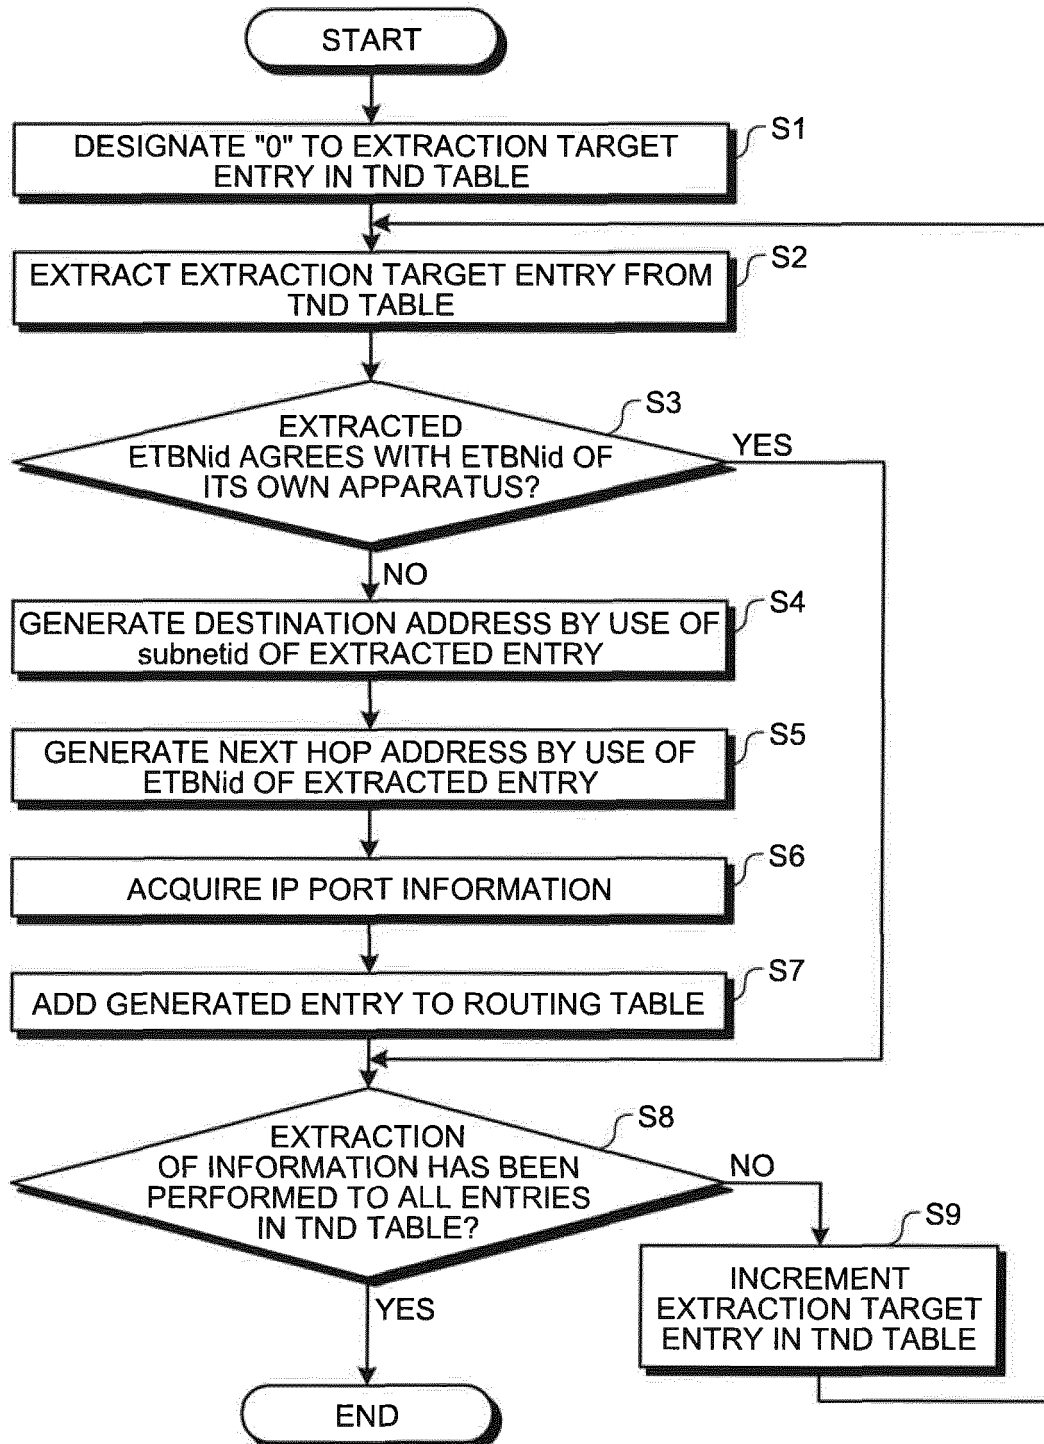 START
S1
DESIGNATE "0" TO EXTRACTION TARGET
ENTRY IN TND TABLE
S2
EXTRACT EXTRACTION TARGET ENTRY FROM
TND TABLE
S3
EXTRACTED
ETBNid AGREES WITH ETBNid OF
ITS OWN APPARATUS?
YES
NO
S4
GENERATE DESTINATION ADDRESS BY USE OF
subnetid OF EXTRACTED ENTRY
S5
GENERATE NEXT HOP ADDRESS BY USE OF
ETBNid OF EXTRACTED ENTRY
S6
ACQUIRE IP PORT INFORMATION
S7
ADD GENERATED ENTRY TO ROUTING TABLE
S8
EXTRACTION
OF INFORMATION HAS BEEN
PERFORMED TO ALL ENTRIES
IN TND TABLE?
NO
YES
S9
INCREMENT
EXTRACTION TARGET
ENTRY IN TND TABLE
END